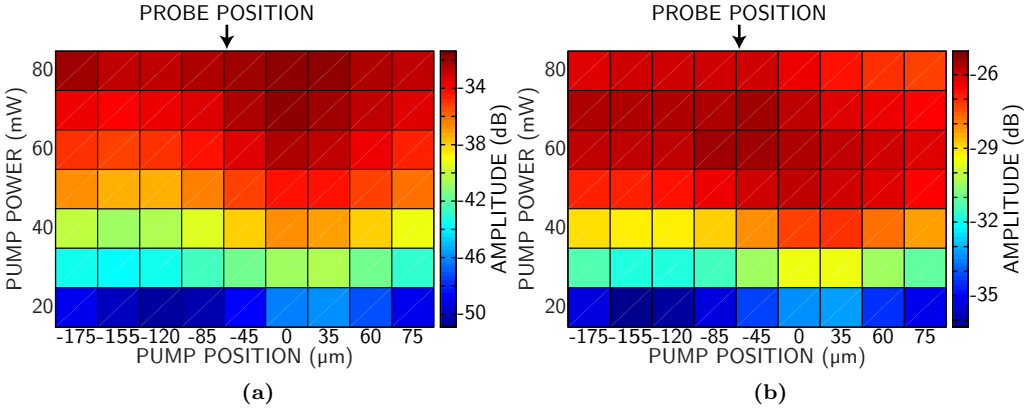 (a)
PROBE POSITION
80
60
40
20
PUMP POWER (mW)
-175 -155 -120 -85 -45 0 35 60 75
PUMP POSITION (µm)
-34
-38
-42
-46
-50
AMPLITUDE (dB)
(a)
(b)
PROBE POSITION
80
60
40
20
PUMP POWER (mW)
-175 -155 -120 -85 -45 0 35 60 75
PUMP POSITION (µm)
-26
-29
-32
-35
AMPLITUDE (dB)
(b)